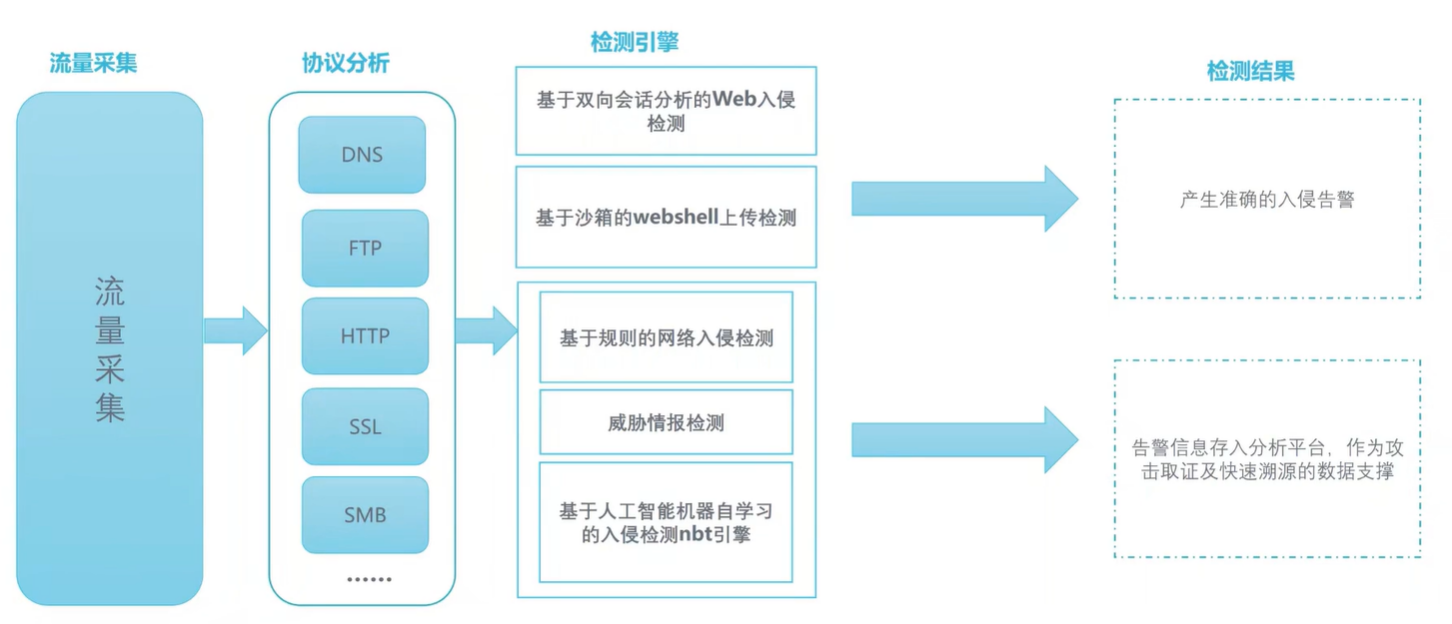 流量采集
流
量
采
集
协议分析
DNS
FTP
HTTP
SSL
SMB
······
检测引擎
基于双向会话分析的Web入侵
检测
基于沙箱的webshell上传检测
基于规则的网络入侵检测
威胁情报检测
基于人工智能机器自学习
的入侵检测nbt引擎
检测结果
产生准确的入侵告警
告警信息存入分析平台，作为攻
击取证及快速溯源的数据支撑